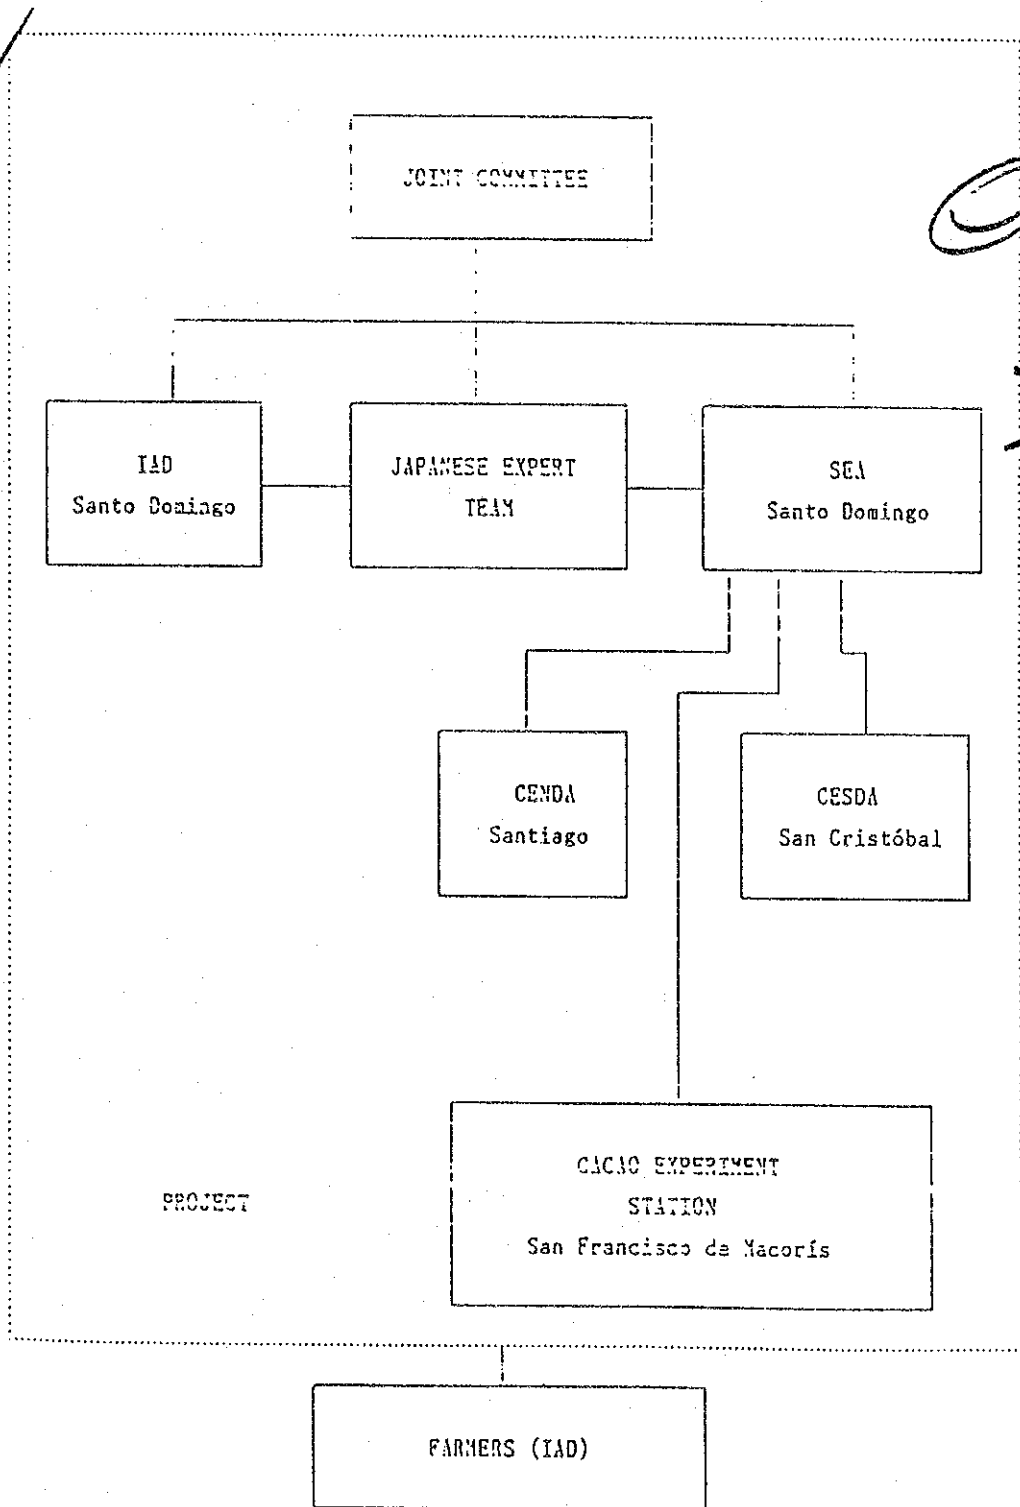 JOINT COMMITTEE
IAD
Santo Domingo
JAPANESE EXPERT
TEAM
SEA
Santo Domingo
CENDA
Santiago
CESDA
San Cristóbal
CACAO EXPERIMENT
STATION
San Francisco de Macorís
PROJECT
FARMERS (IAD)